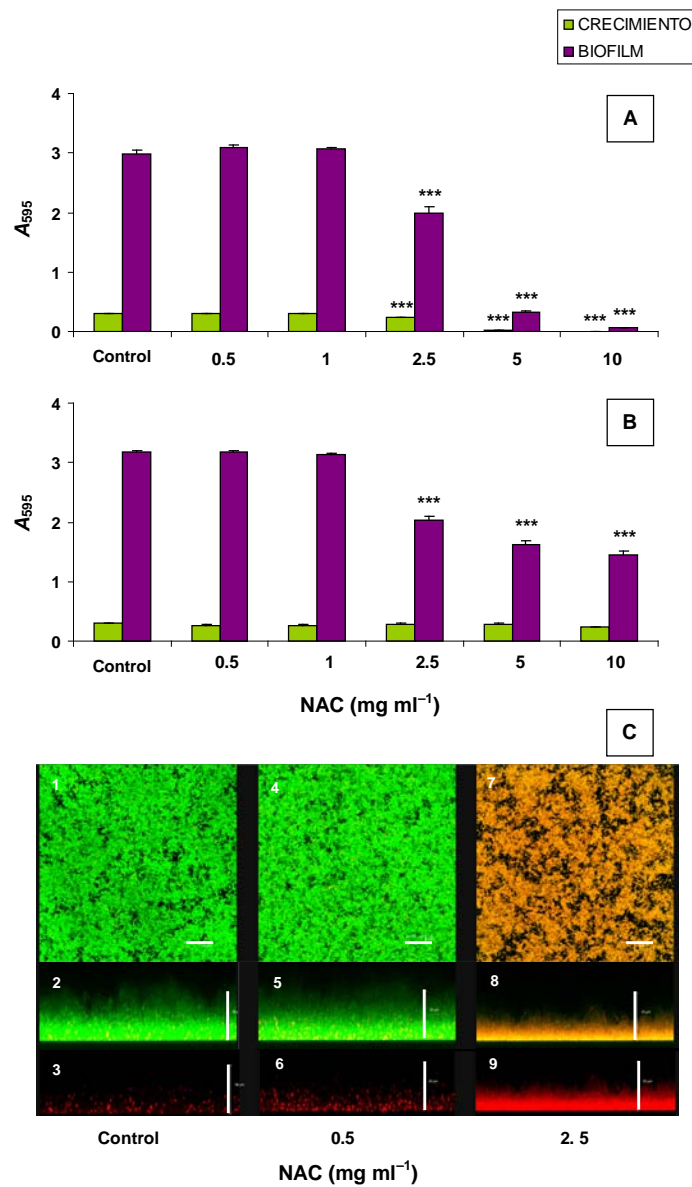 CRECIMIENTO
BIOFILM
A
4
3
2
1
0
A595
***
***
***
***
***
***
Control 0.5 1 2.5 5 10
B
4
3
2
1
0
A595
***
***
***
Control 0.5 1 2.5 5 10
NAC (mg ml⁻¹)
C
1 4 7
2 5 8
3 6 9
Control 0.5 2. 5
NAC (mg ml⁻¹)